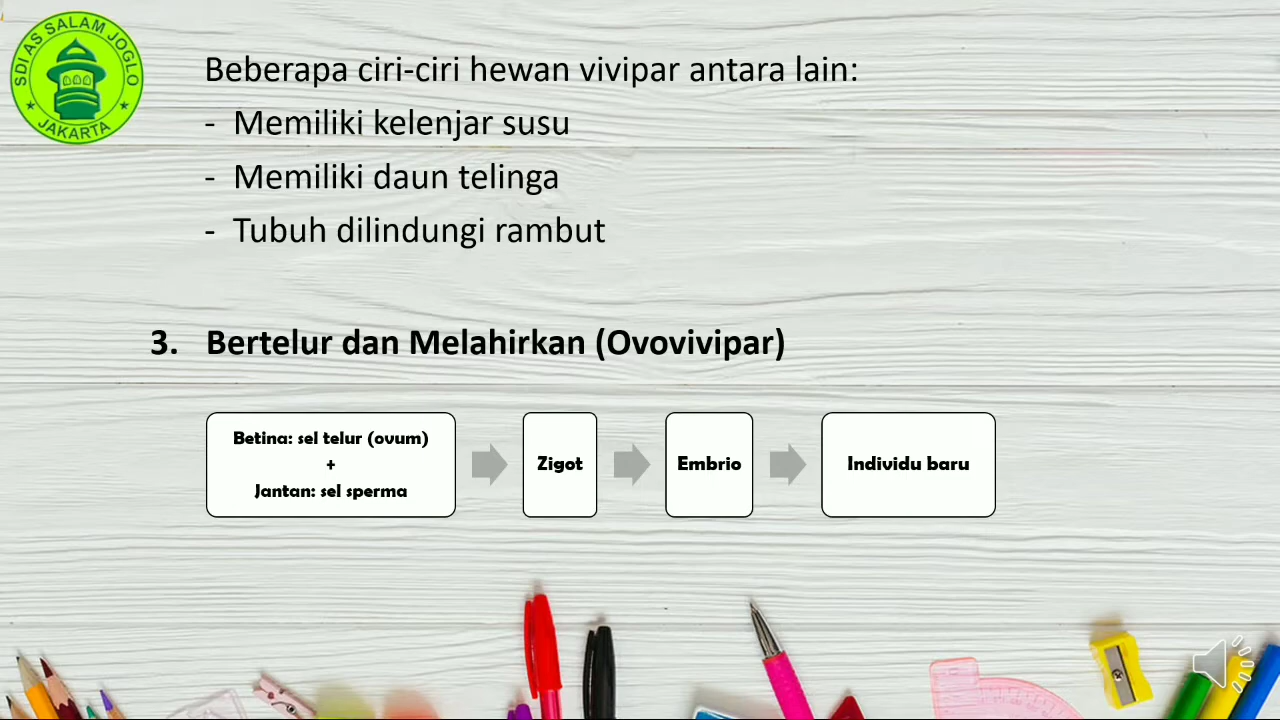 SDI AS SALAM JOGLO
JAKARTA
Beberapa ciri-ciri hewan vivipar antara lain:
- Memiliki kelenjar susu
- Memiliki daun telinga
- Tubuh dilindungi rambut
3. Bertelur dan Melahirkan (Ovovivipar)
Betina: sel telur (ovum)
+
Jantan: sel sperma
Zigot
Embrio
Individu baru